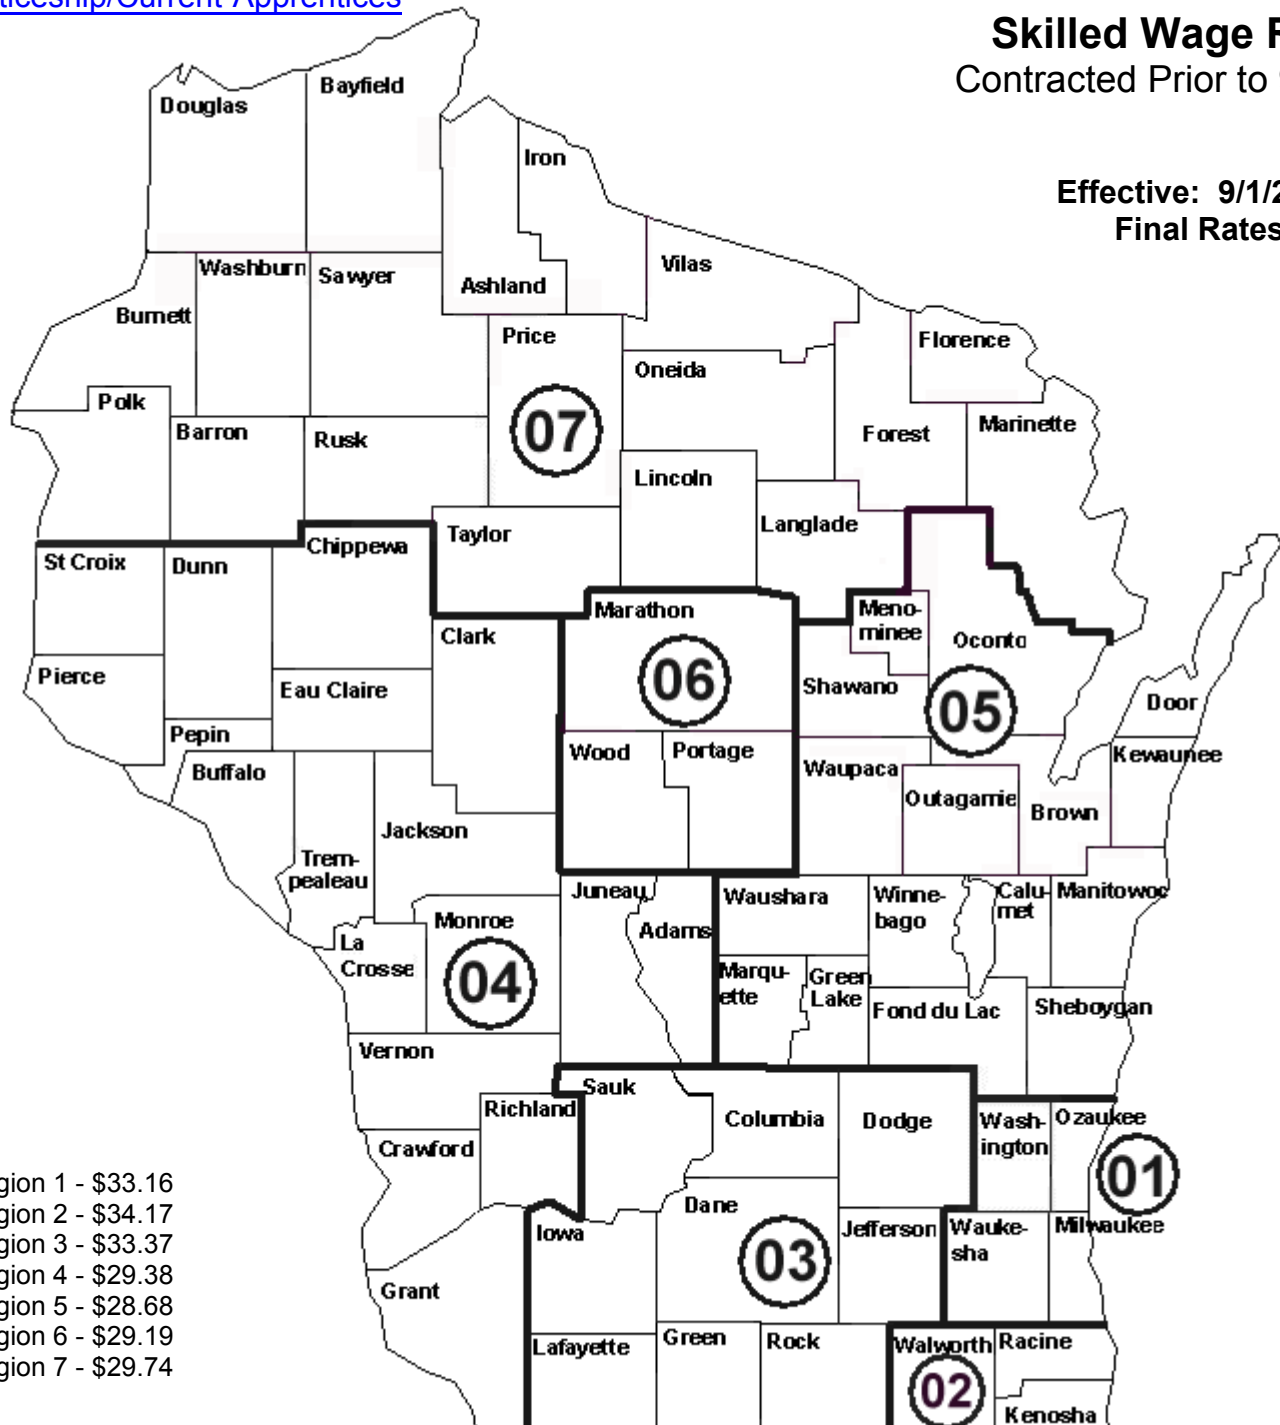 ticeship/Current Apprentices
Skilled Wage R
Contracted Prior to
Effective: 9/1/2
Final Rates
Douglas
Bayfield
Iron
Vilas
Washburn
Sawyer
Ashland
Burnett
Price
Florence
Oneida
Polk
Barron
Rusk
07
Forest
Marinette
Lincoln
Langlade
Taylor
Chippewa
St Croix
Dunn
Marathon
Meno-
minee
Clark
Oconto
06
Pierce
Eau Claire
Shawano
05
Door
Pepin
Wood
Portage
Kewaunee
Buffalo
Waupaca
Outagamie
Brown
Jackson
Trem-
pealeau
Juneau
Waushara
Winne-
bago
Calu-
met
Manitowoc
Monroe
Adams
La
Crosse
04
Marqu-
ette
Green
Lake
Fond du Lac
Sheboygan
Vernon
Sauk
Richland
Columbia
Dodge
Wash-
ington
Ozaukee
Crawford
01
Dane
Iowa
Jefferson
Wauke-
sha
Milwaukee
03
Grant
Lafayette
Green
Rock
Walworth
Racine
02
Kenosha
gion 1 - $33.16
gion 2 - $34.17
gion 3 - $33.37
gion 4 - $29.38
gion 5 - $28.68
gion 6 - $29.19
gion 7 - $29.74